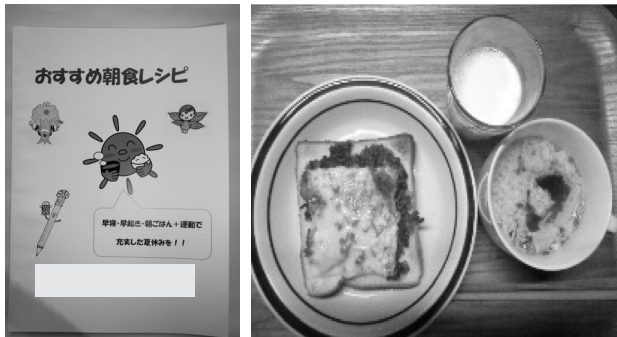 おすすめ朝食レシピ
早寝・早起き・朝ごはん＋運動で
充実した夏休みを！！